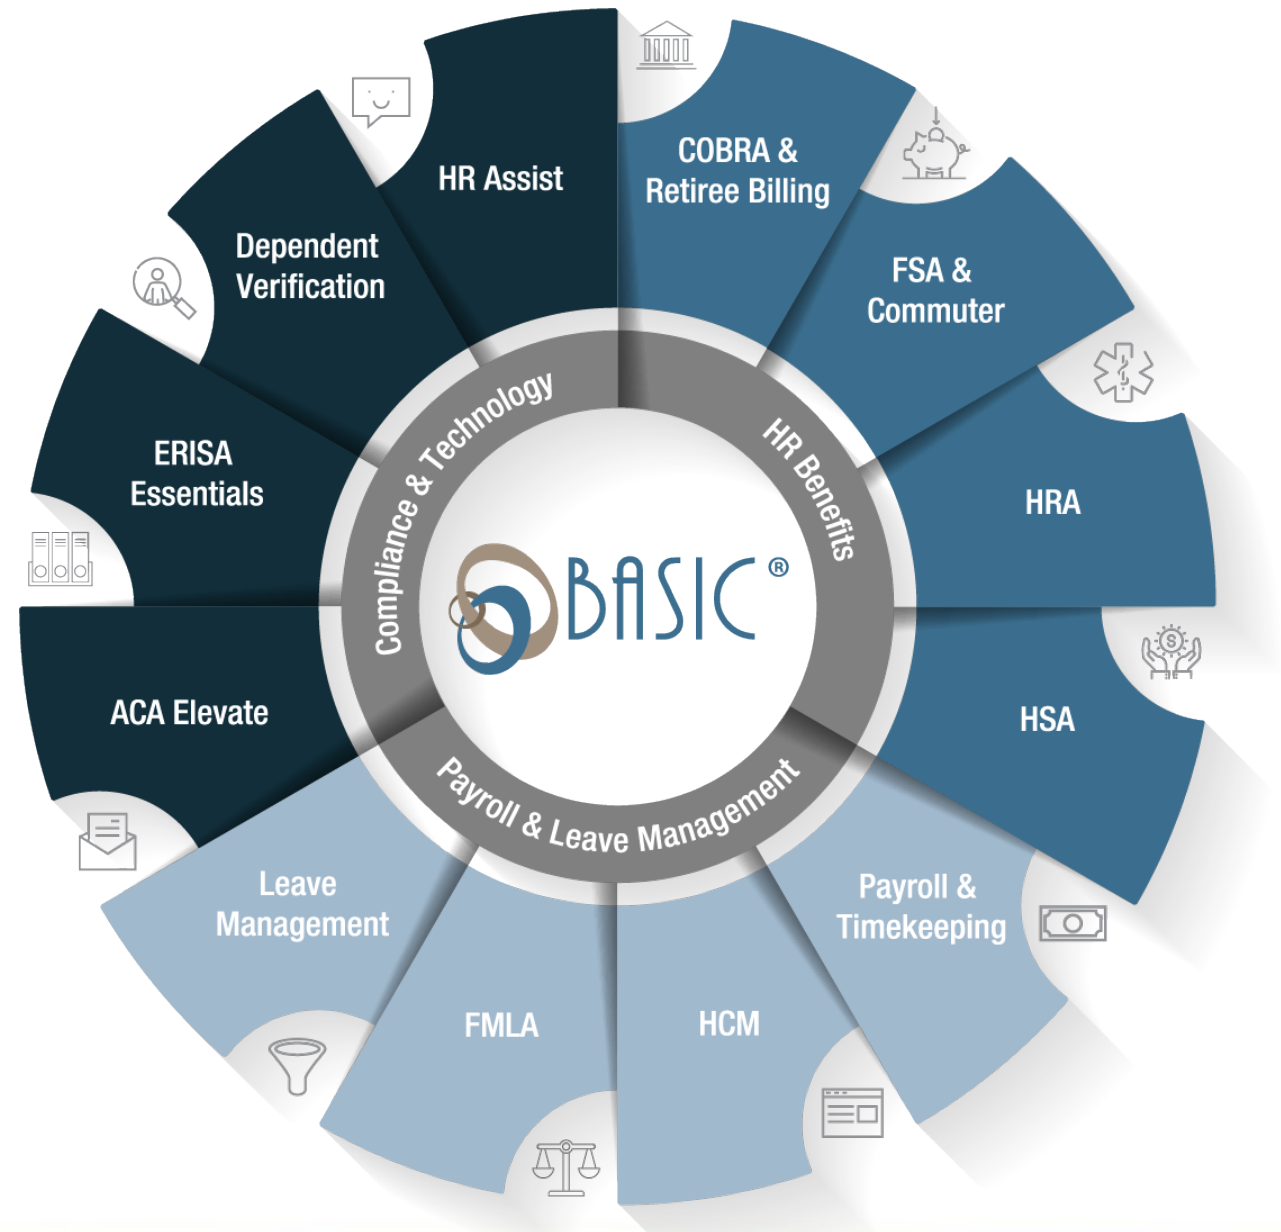 HR Assist
COBRA &
Retiree Billing
FSA &
Commuter
HRA
HSA
Payroll &
Timekeeping
HCM
FMLA
Leave
Management
ACA Elevate
ERISA
Essentials
Dependent
Verification
Compliance & Technology
HR Benefits
Payroll & Leave Management
BASIC®
S